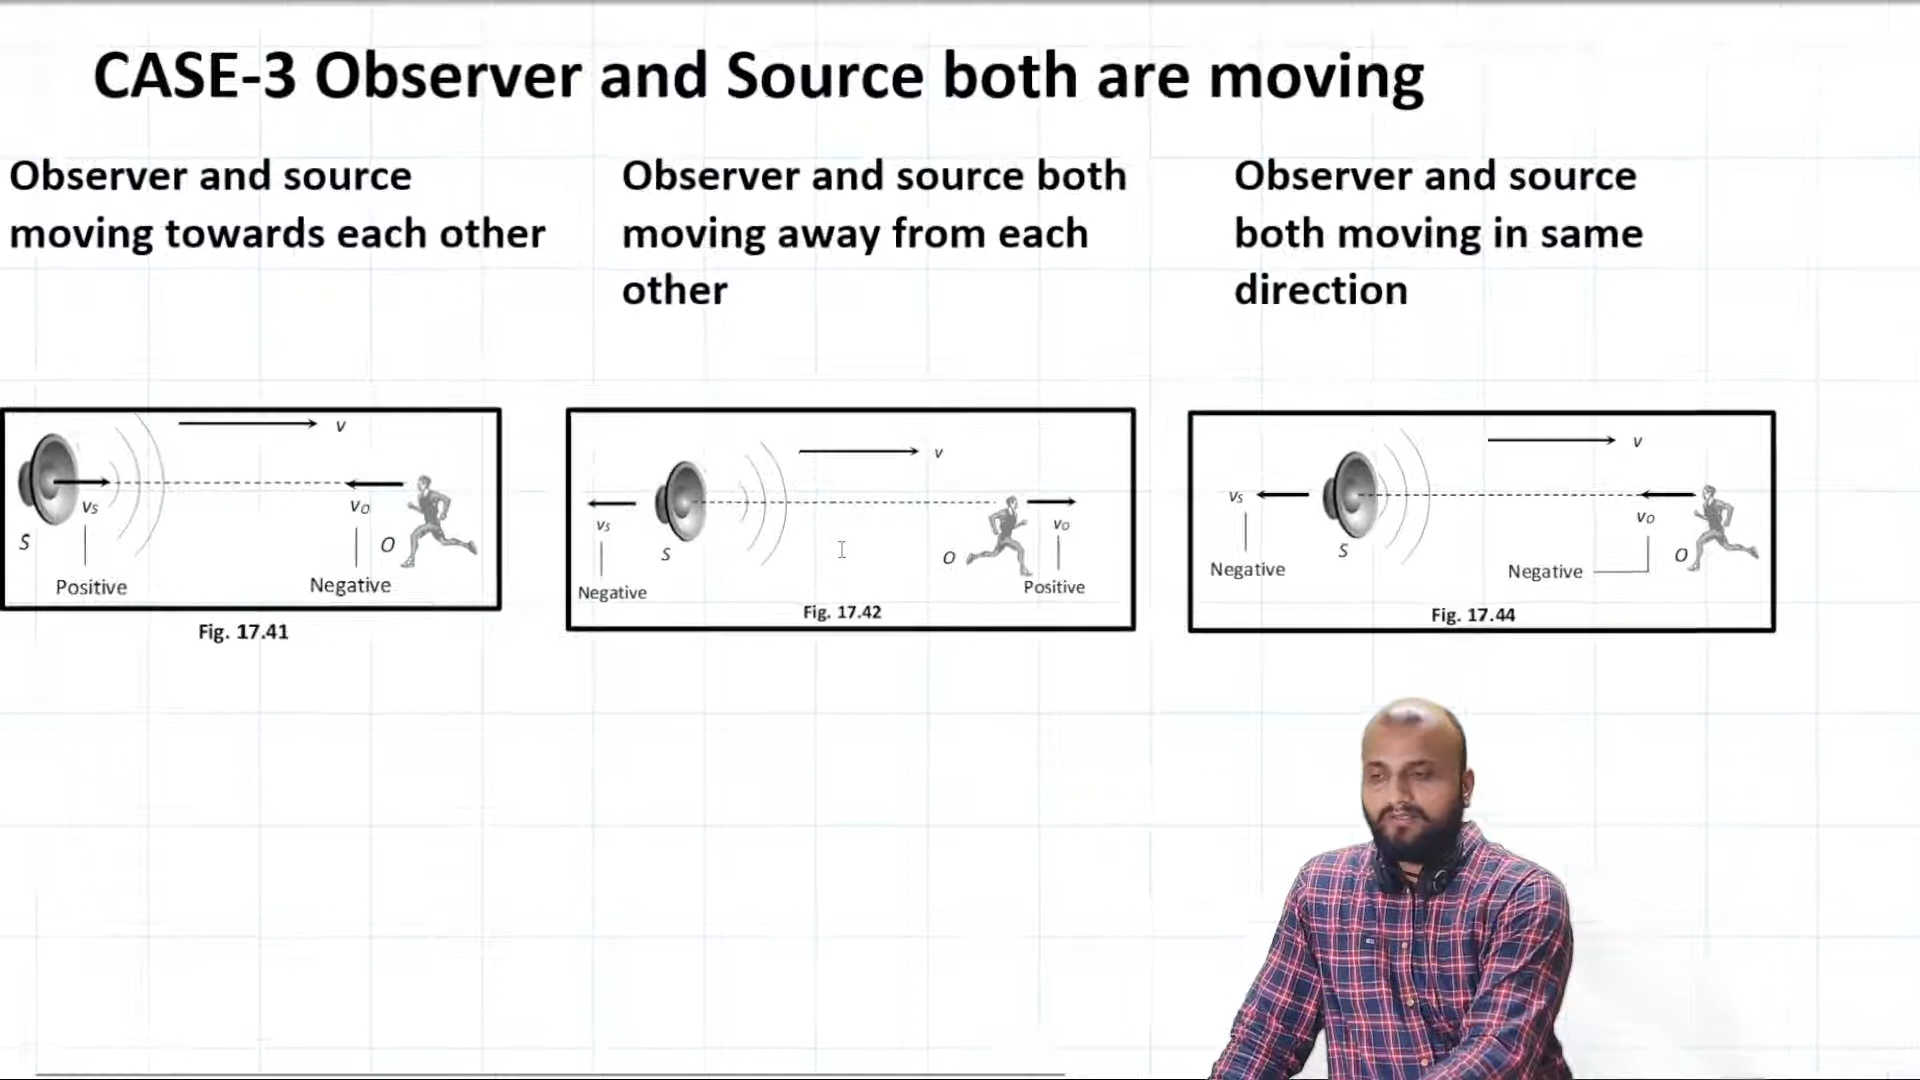 CASE-3 Observer and Source both are moving
Observer and source
moving towards each other
v
vS
vO
S
O
Positive
Negative
Fig. 17.41
Observer and source both
moving away from each
other
v
vS
vO
S
O
Negative
Positive
Fig. 17.42
Observer and source
both moving in same
direction
v
vS
vO
S
O
Negative
Negative
Fig. 17.44